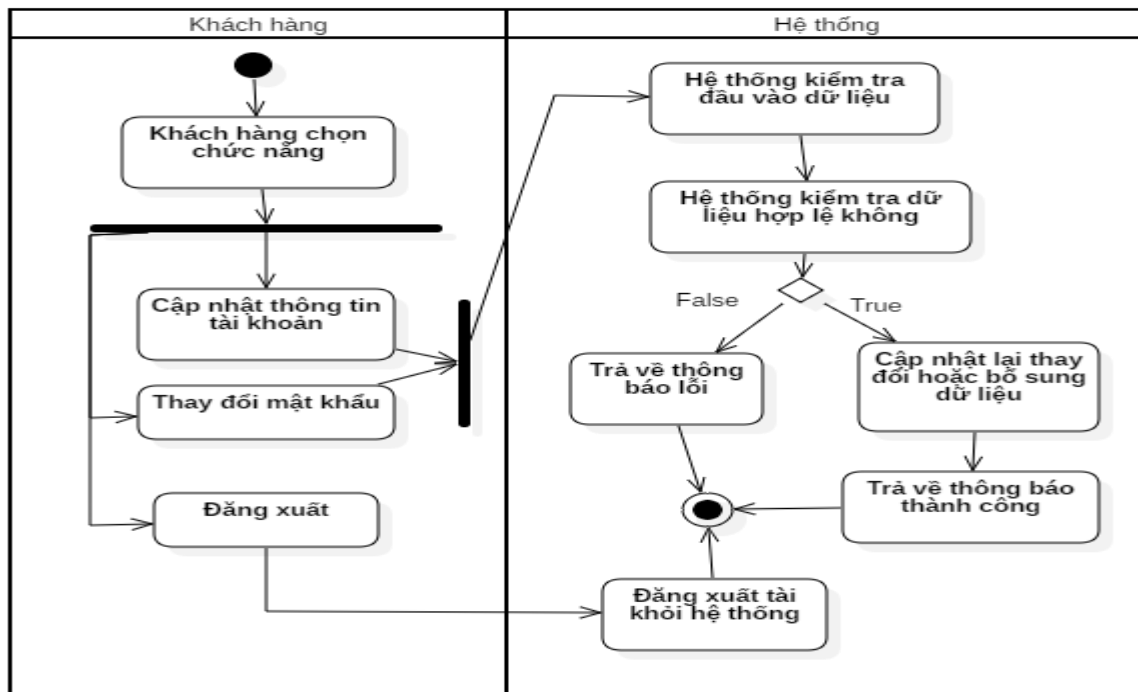 Khách hàng
Hệ thống
Khách hàng chọn
chức năng
Cập nhật thông tin
tài khoản
Thay đổi mật khẩu
Đăng xuất
Hệ thống kiểm tra
đầu vào dữ liệu
Hệ thống kiểm tra dữ
liệu hợp lệ không
False
True
Trả về thông
báo lỗi
Cập nhật lại thay
đổi hoặc bổ sung
dữ liệu
Trả về thông báo
thành công
Đăng xuất tài
khỏi hệ thống